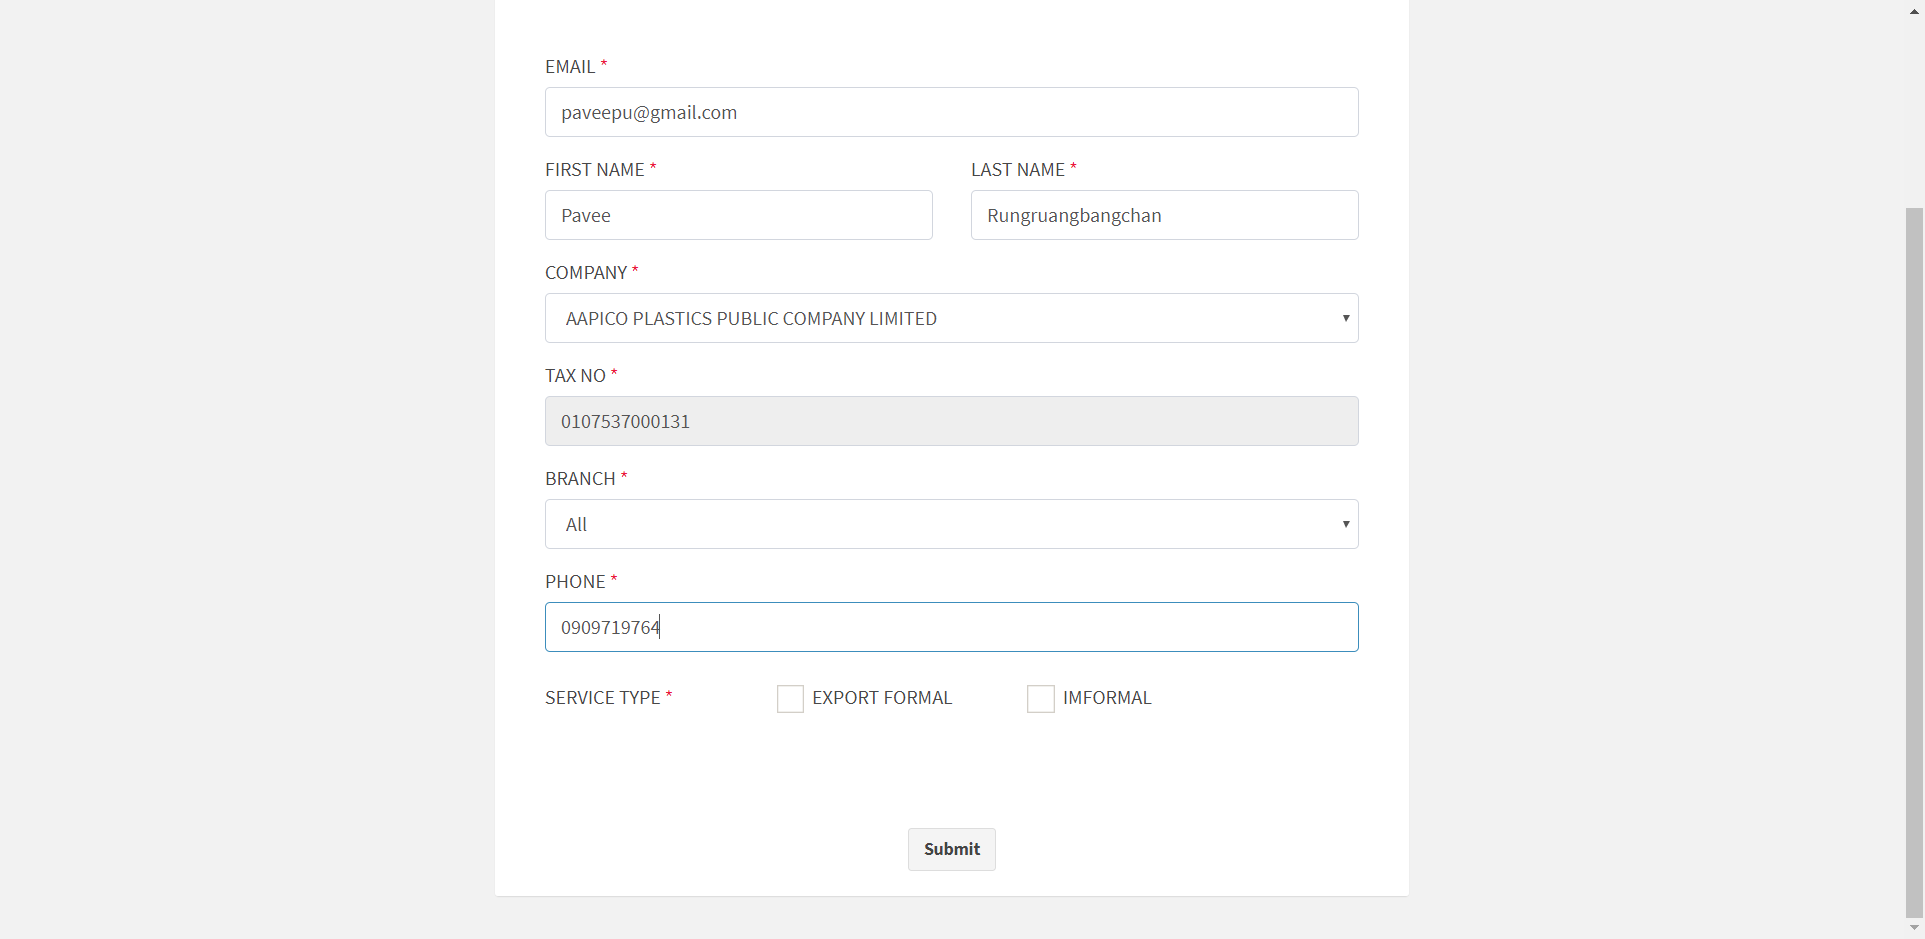 EMAIL *
paveepu@gmail.com
FIRST NAME * LAST NAME *
Pavee Rungruangbangchan
COMPANY *
AAPICO PLASTICS PUBLIC COMPANY LIMITED
TAX NO *
0107537000131
BRANCH *
All
PHONE *
0909719764
SERVICE TYPE * EXPORT FORMAL IMFORMAL
Submit